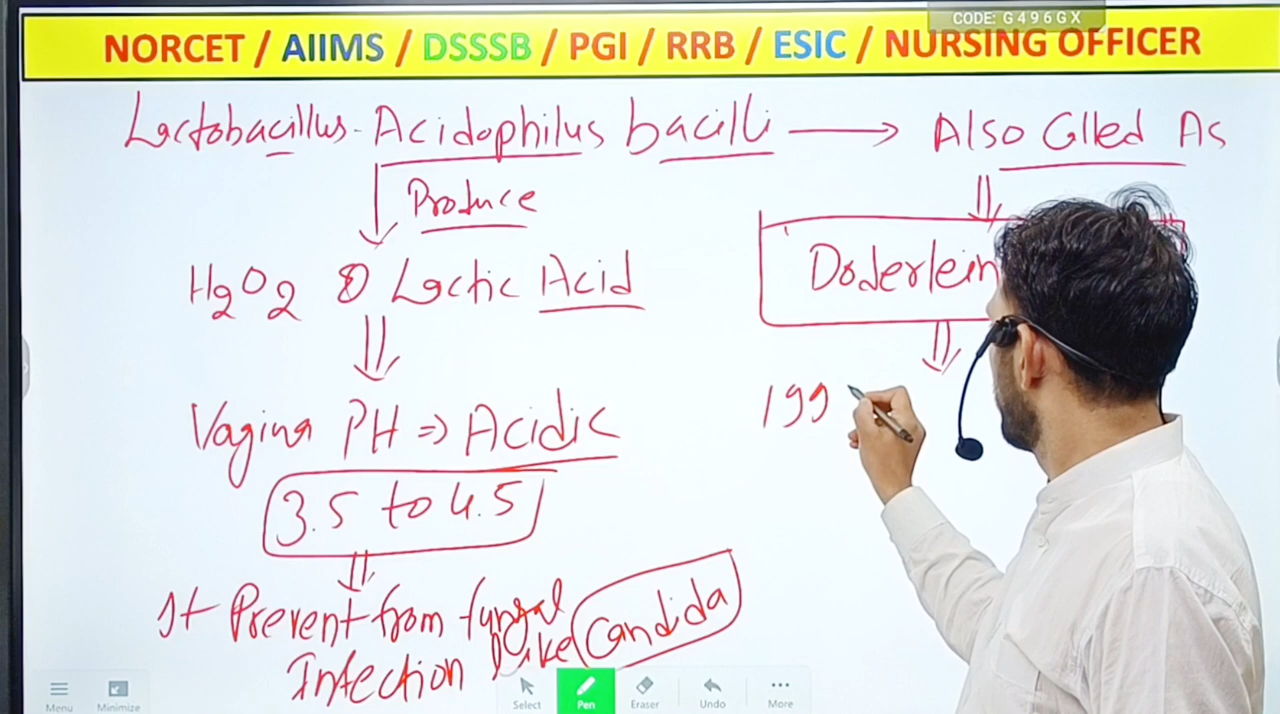 CODE: G496GX
NORCET / AIIMS / DSSSB / PGI / RRB / ESIC / NURSING OFFICER
Lactobacillus - Acidophilus bacilli → Also Clled As
Produce
H2O2 Lactic Acid
Doderlein
Vagina PH ⇒ Acidic
199
3.5 to 4.5
It Prevent from fungal
Infection Like Candida
Menu Minimize Select Pen Eraser Undo More